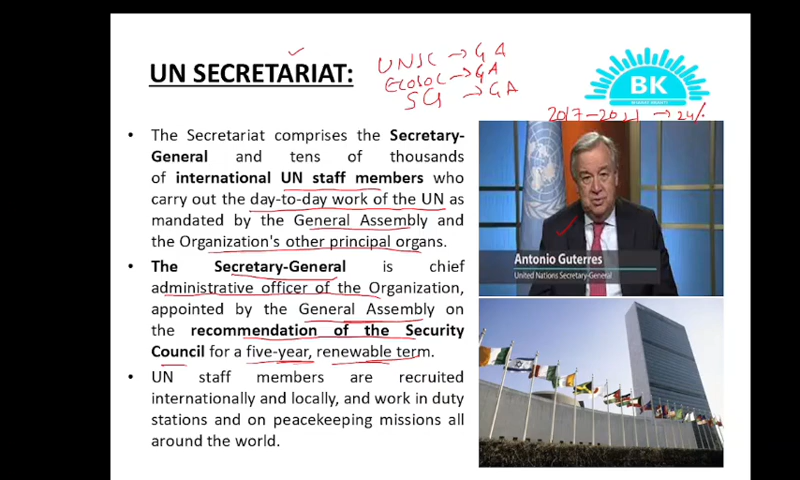 UN SECRETARIAT:
UNSC → GA
ECOSOC → GA
SG → GA
BK
2017-2021 → 24%
• The Secretariat comprises the Secretary-
General and tens of thousands
of international UN staff members who
carry out the day-to-day work of the UN as
mandated by the General Assembly and
the Organization's other principal organs.
• The Secretary-General is chief
administrative officer of the Organization,
appointed by the General Assembly on
the recommendation of the Security
Council for a five-year, renewable term.
• UN staff members are recruited
internationally and locally, and work in duty
stations and on peacekeeping missions all
around the world.
Antonio Guterres
United Nations Secretary-General